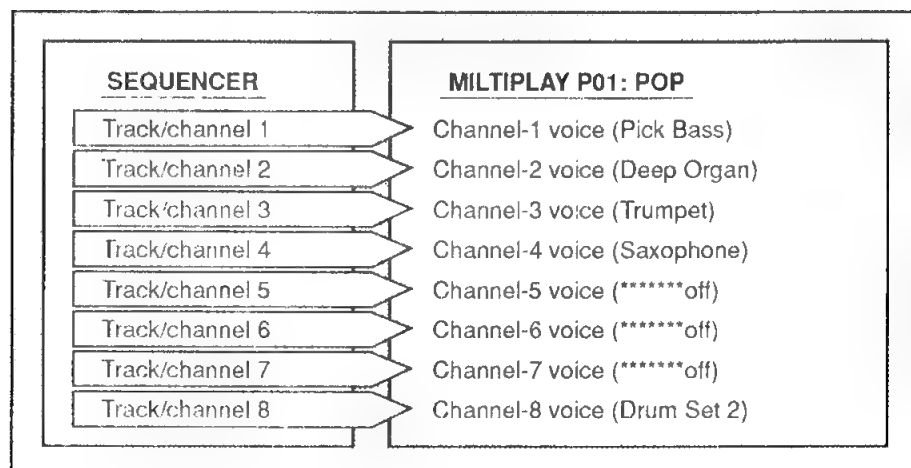 SEQUENCER
Track/channel 1
Track/channel 2
Track/channel 3
Track/channel 4
Track/channel 5
Track/channel 6
Track/channel 7
Track/channel 8
MILTIPLAY P01: POP
Channel-1 voice (Pick Bass)
Channel-2 voice (Deep Organ)
Channel-3 voice (Trumpet)
Channel-4 voice (Saxophone)
Channel-5 voice (*******off)
Channel-6 voice (*******off)
Channel-7 voice (*******off)
Channel-8 voice (Drum Set 2)